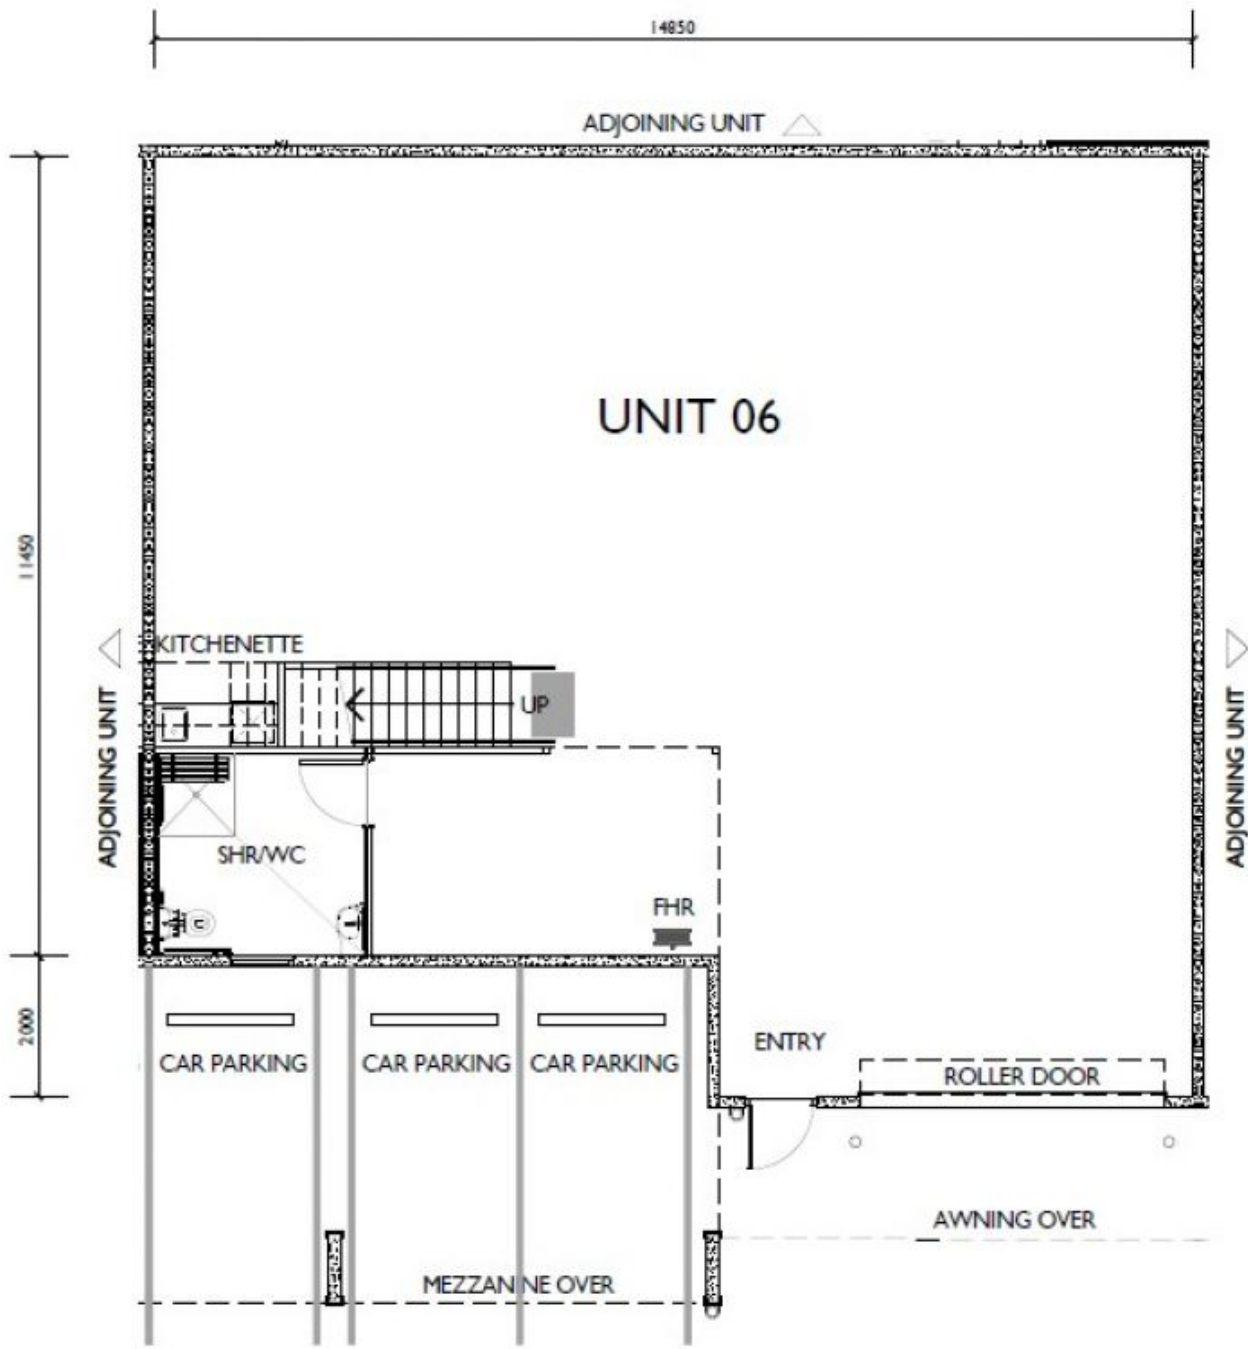 14850
ADJOINING UNIT
UNIT 06
11450
KITCHENETTE
UP
ADJOINING UNIT
ADJOINING UNIT
SHR/WC
FHR
2000
ENTRY
CAR PARKING
CAR PARKING
CAR PARKING
ROLLER DOOR
AWNING OVER
MEZZANINE OVER